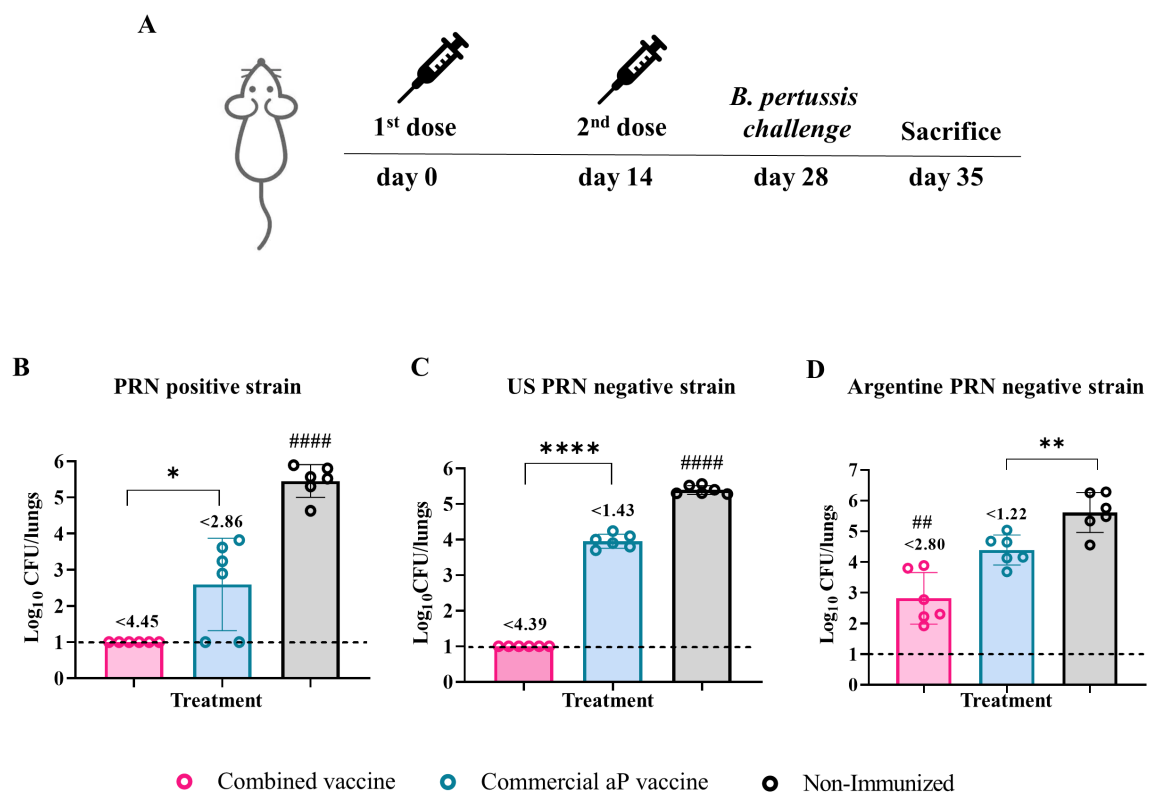 A
1st dose
2nd dose
B. pertussis
challenge
Sacrifice
day 0
day 14
day 28
day 35
B
PRN positive strain
Log10 CFU/lungs
6
5
4
3
2
1
0
<4.45
*
<2.86
####
Treatment
C
US PRN negative strain
Log10CFU/lungs
6
5
4
3
2
1
0
<4.39
****
<1.43
####
Treatment
D
Argentine PRN negative strain
Log10 CFU/lungs
7
6
5
4
3
2
1
0
##
<2.80
<1.22
**
Treatment
Combined vaccine
Commercial aP vaccine
Non-Immunized